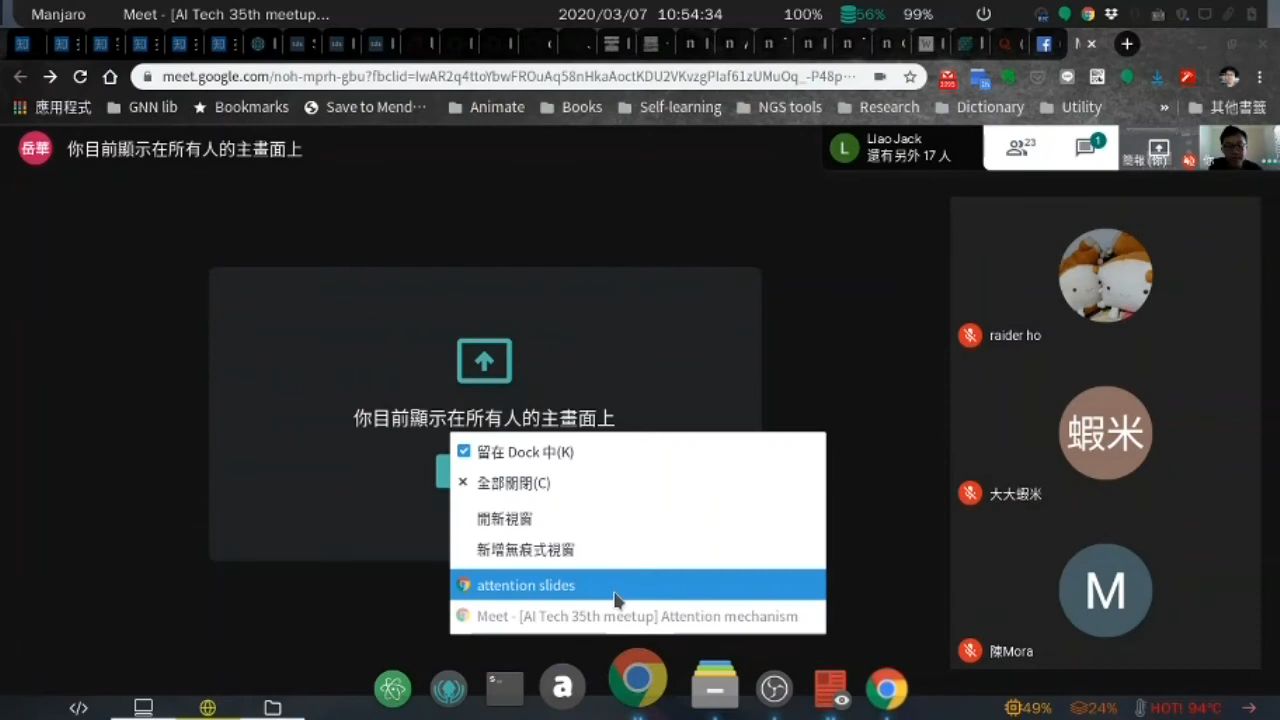 Manjaro
Meet - [AI Tech 35th meetup...
2020/03/07 10:54:34
100%
56%
99%
meet.google.com/noh-mprh-gbu?fbclid=IwAR2q4ttoYbwFROuAq58nHkaAoctKDU2VKvzgPIaf61zUMuOq_-P48p...
應用程式
GNN lib
Bookmarks
Save to Mend...
Animate
Books
Self-learning
NGS tools
Research
Dictionary
Utility
»
其他書籤
岳華
你目前顯示在所有人的主畫面上
L
Liao Jack
還有另外 17 人
23
1
簡報 (你)
你
raider ho
你目前顯示在所有人的主畫面上
蝦米
大大蝦米
留在 Dock 中(K)
全部關閉(C)
開新視窗
新增無痕式視窗
attention slides
Meet - [AI Tech 35th meetup] Attention mechanism
M
陳Mora
a
49%
24%
HOT! 94°C